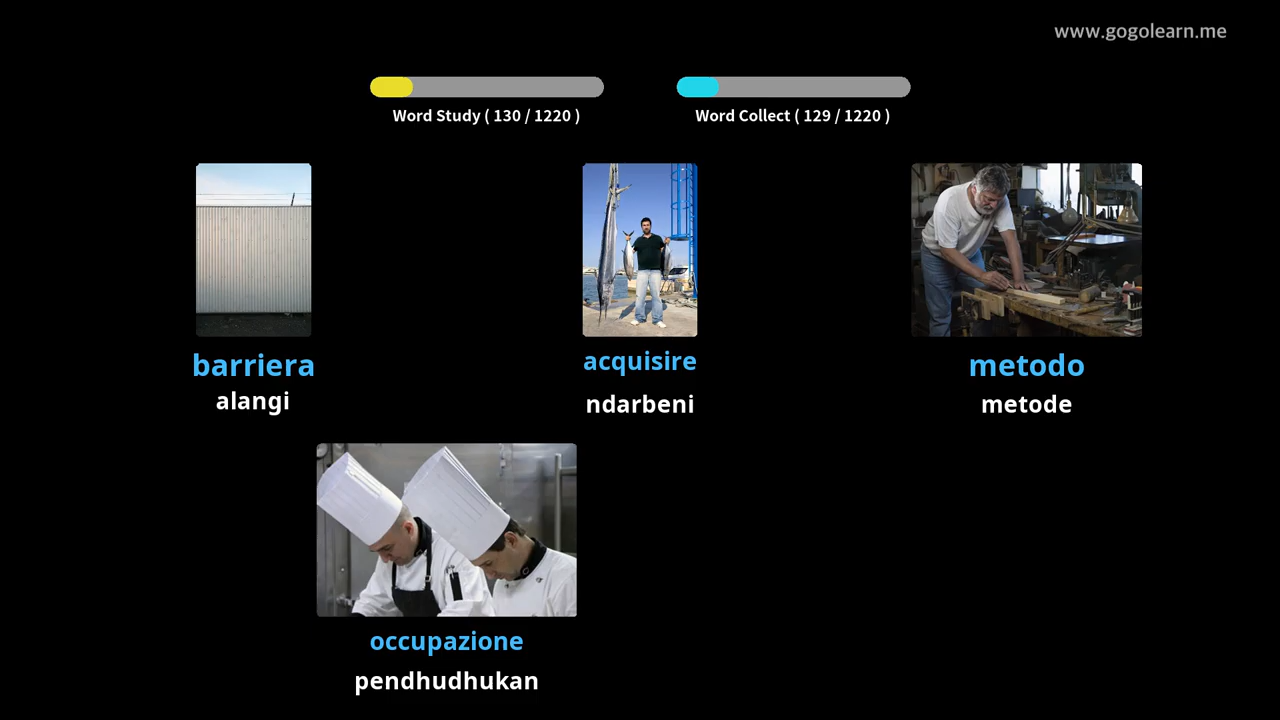 www.gogolearn.me
Word Study ( 130 / 1220 )
Word Collect ( 129 / 1220 )
barriera
alangi
acquisire
ndarbeni
metodo
metode
occupazione
pendhudhukan